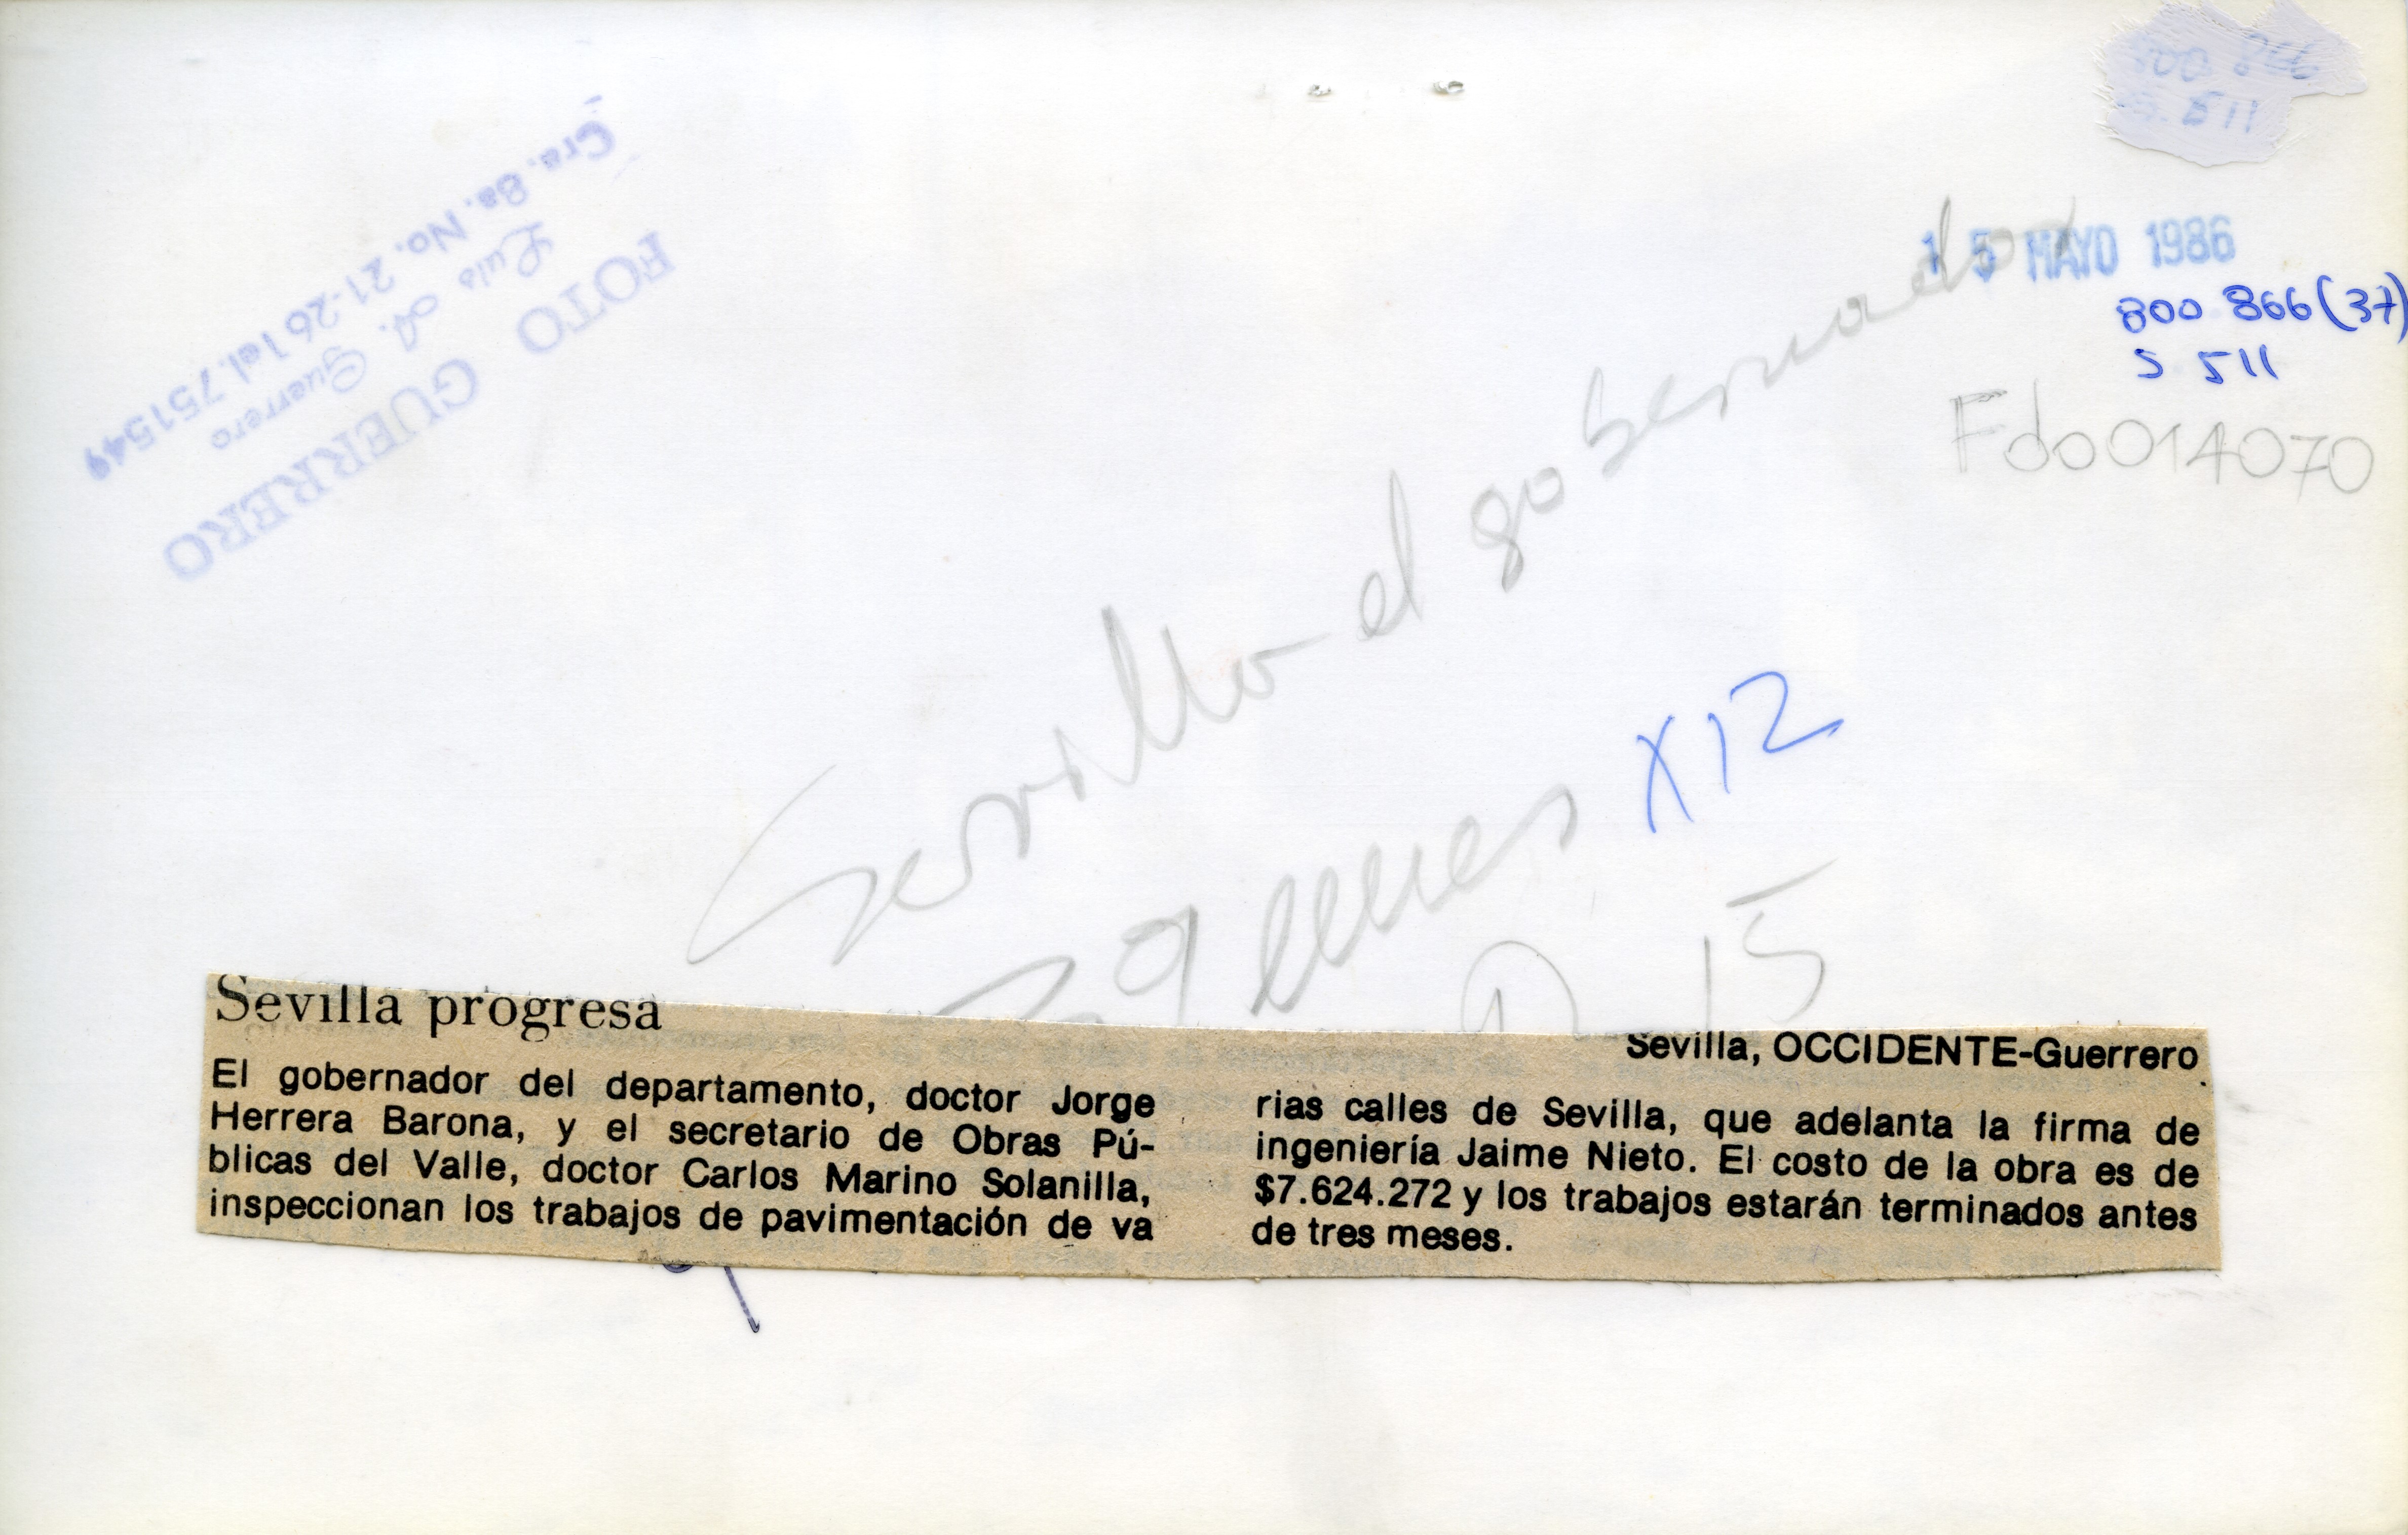 800 866
S. 511
15 MAYO 1986
800 866 (37)
S 511
Fdo014070
FOTO GUERRERO
Luis A. Guerrero
Cra. 8a. No. 21-26 Tel. 751549
Sevilla el gobernador
X12
15
Sevilla progresa
Sevilla, OCCIDENTE-Guerrero
El gobernador del departamento, doctor Jorge
Herrera Barona, y el secretario de Obras Pú-
blicas del Valle, doctor Carlos Marino Solanilla,
inspeccionan los trabajos de pavimentación de va
rias calles de Sevilla, que adelanta la firma de
ingeniería Jaime Nieto. El costo de la obra es de
$7.624.272 y los trabajos estarán terminados antes
de tres meses.